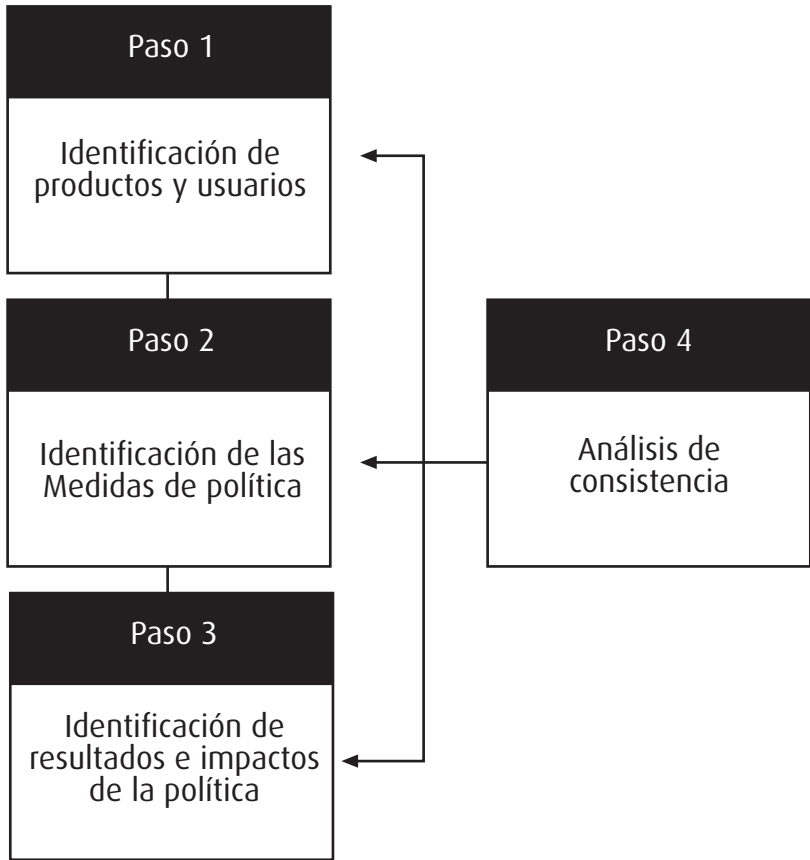 Paso 1
Identificación de
productos y usuarios
Paso 2
Identificación de las
Medidas de política
Paso 3
Identificación de
resultados e impactos
de la política
Paso 4
Análisis de
consistencia